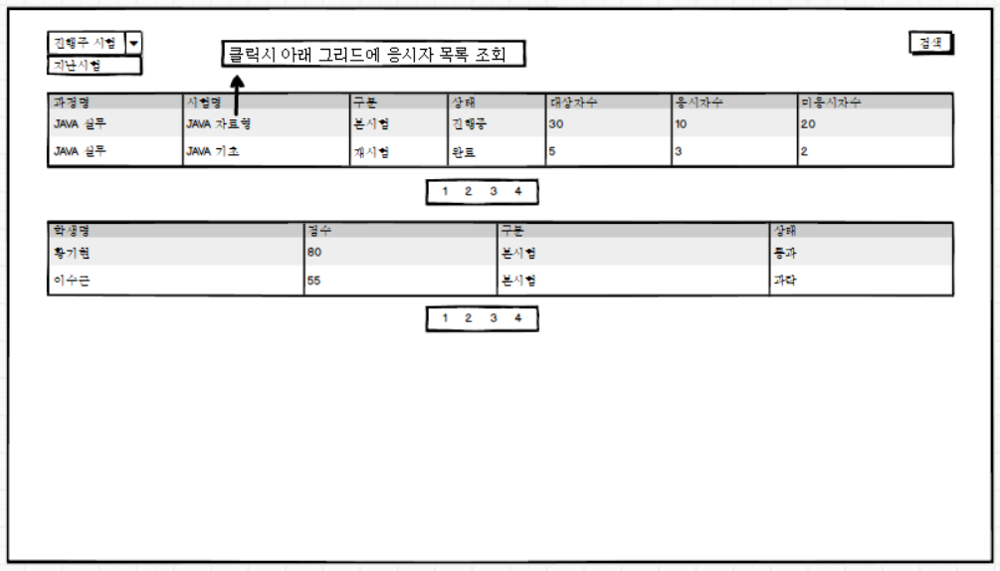 진행주 시험
지난시험
클럭시 아래 그리드에 응시자 목록 조회
검색
과정명 시험명 구분 상태 대상자수 응시자수 미응시자수
JAVA 실무 JAVA 자료형 본시험 진행중 30 10 20
JAVA 실무 JAVA 기초 재시험 완료 5 3 2
1 2 3 4
학생명 점수 구분 상태
황기현 80 본시험 통과
이수근 55 본시험 과락
1 2 3 4